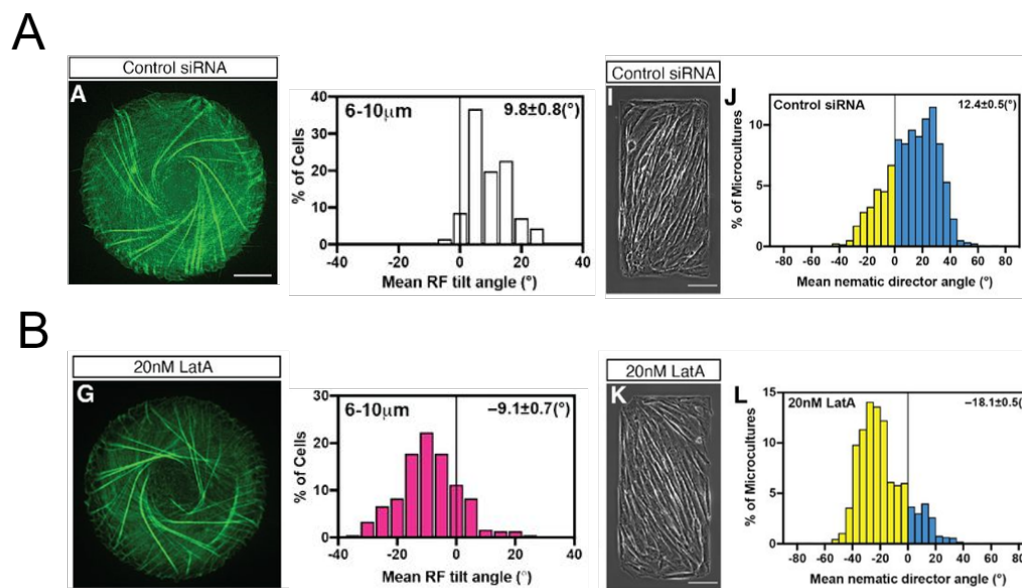 A
Control siRNA
A
40
30
20
10
0
% of Cells
6-10μm
9.8±0.8(°)
-40
-20
0
20
40
Mean RF tilt angle (°)
Control siRNA
I
J
Control siRNA
12.4±0.5(°)
10
5
0
% of Microcultures
-80 -60 -40 -20 0 20 40 60 80
Mean nematic director angle (°)
B
20nM LatA
G
30
20
10
0
% of Cells
6-10μm
−9.1±0.7(°)
-40
-20
0
20
40
Mean RF tilt angle (°)
20nM LatA
K
L
20nM LatA
−18.1±0.5(
15
10
5
0
% of Microcultures
-80 -60 -40 -20 0 20 40 60 80
Mean nematic director angle (°)